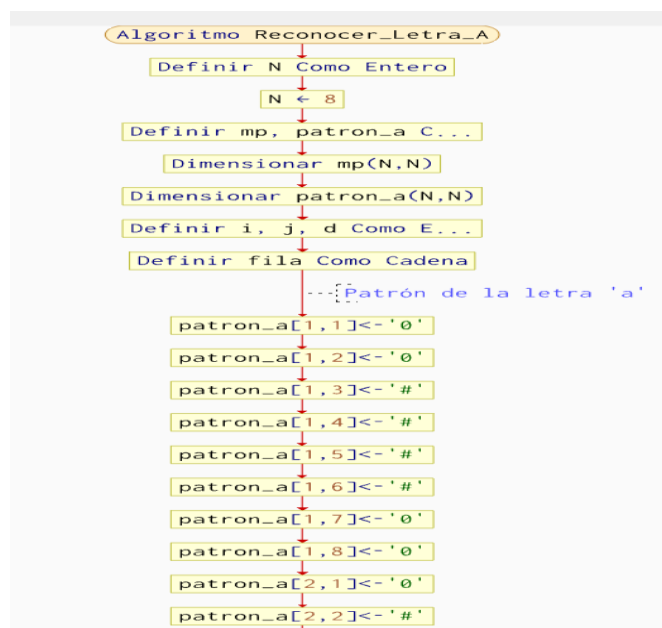 Algoritmo Reconocer_Letra_A
Definir N Como Entero
N ← 8
Definir mp, patron_a C...
Dimensionar mp(N,N)
Dimensionar patron_a(N,N)
Definir i, j, d Como E...
Definir fila Como Cadena
Patrón de la letra 'a'
patron_a[1,1]<-'0'
patron_a[1,2]<-'0'
patron_a[1,3]<-'#'
patron_a[1,4]<-'#'
patron_a[1,5]<-'#'
patron_a[1,6]<-'#'
patron_a[1,7]<-'0'
patron_a[1,8]<-'0'
patron_a[2,1]<-'0'
patron_a[2,2]<-'#'